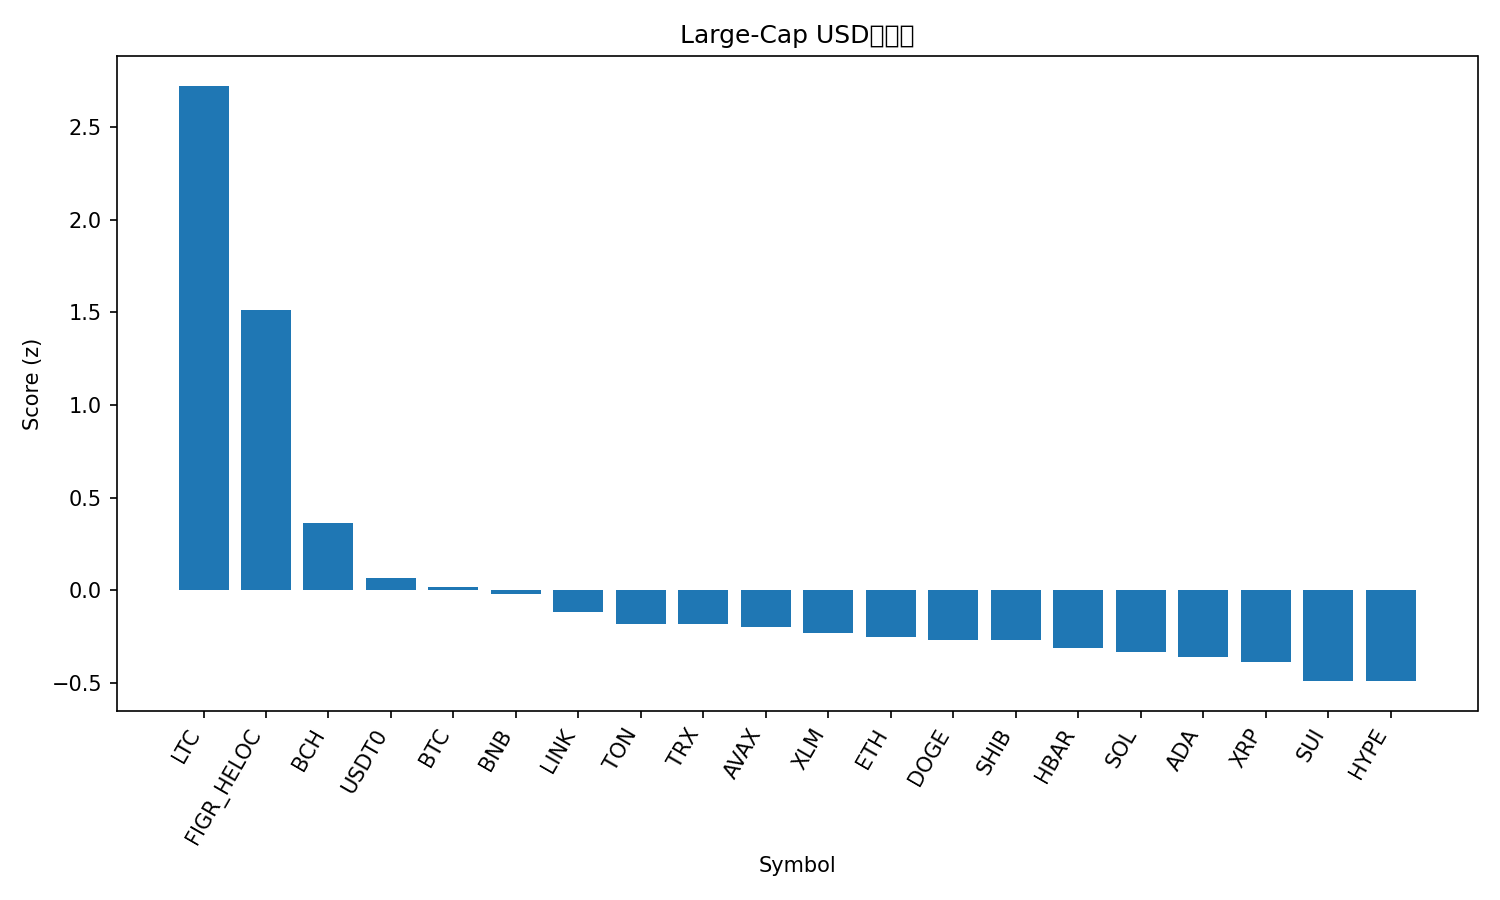 Large-Cap USD
Score (z)
2.5
2.0
1.5
1.0
0.5
0.0
−0.5
LTC
FIGR_HELOC
BCH
USDT0
BTC
BNB
LINK
TON
TRX
AVAX
XLM
ETH
DOGE
SHIB
HBAR
SOL
ADA
XRP
SUI
HYPE
Symbol